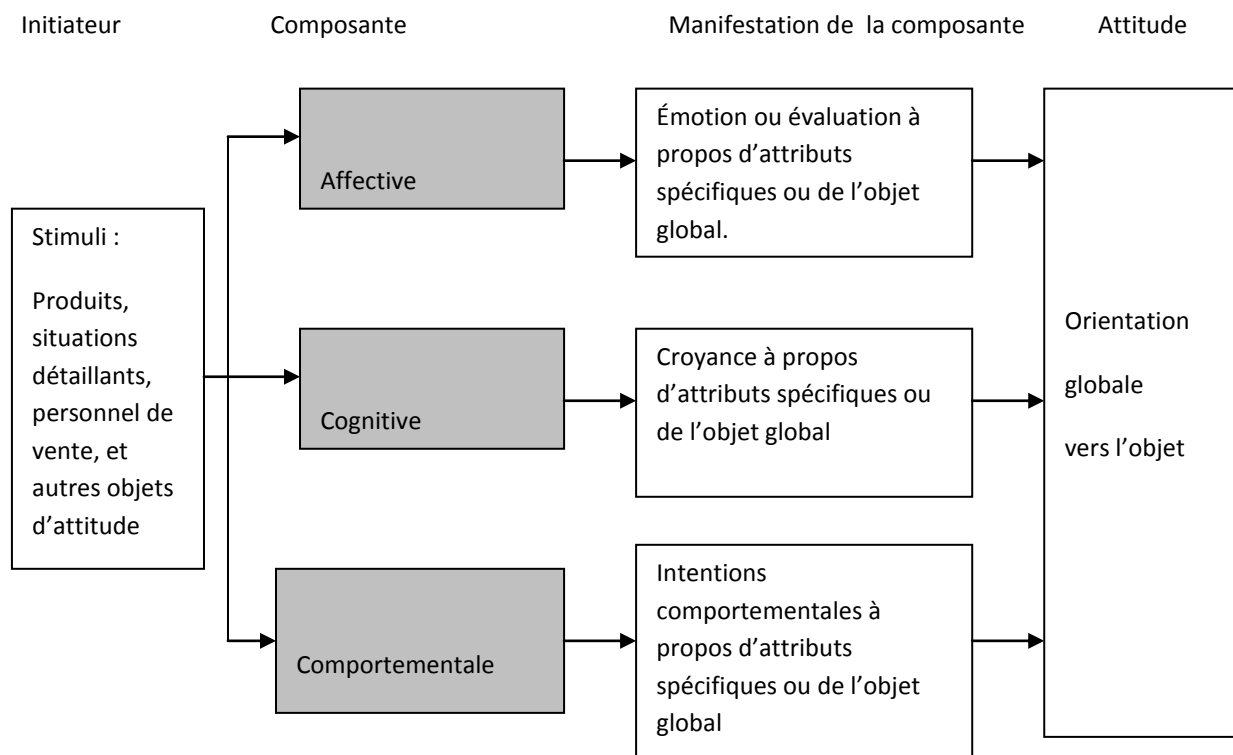 Initiateur Composante Manifestation de la composante Attitude
Stimuli :
Produits,
situations
détaillants,
personnel de
vente, et
autres objets
d’attitude
Affective
Émotion ou évaluation à
propos d’attributs
spécifiques ou de l’objet
global.
Cognitive
Croyance à propos
d’attributs spécifiques ou
de l’objet global
Comportementale
Intentions
comportementales à
propos d’attributs
spécifiques ou de l’objet
global
Orientation
globale
vers l’objet